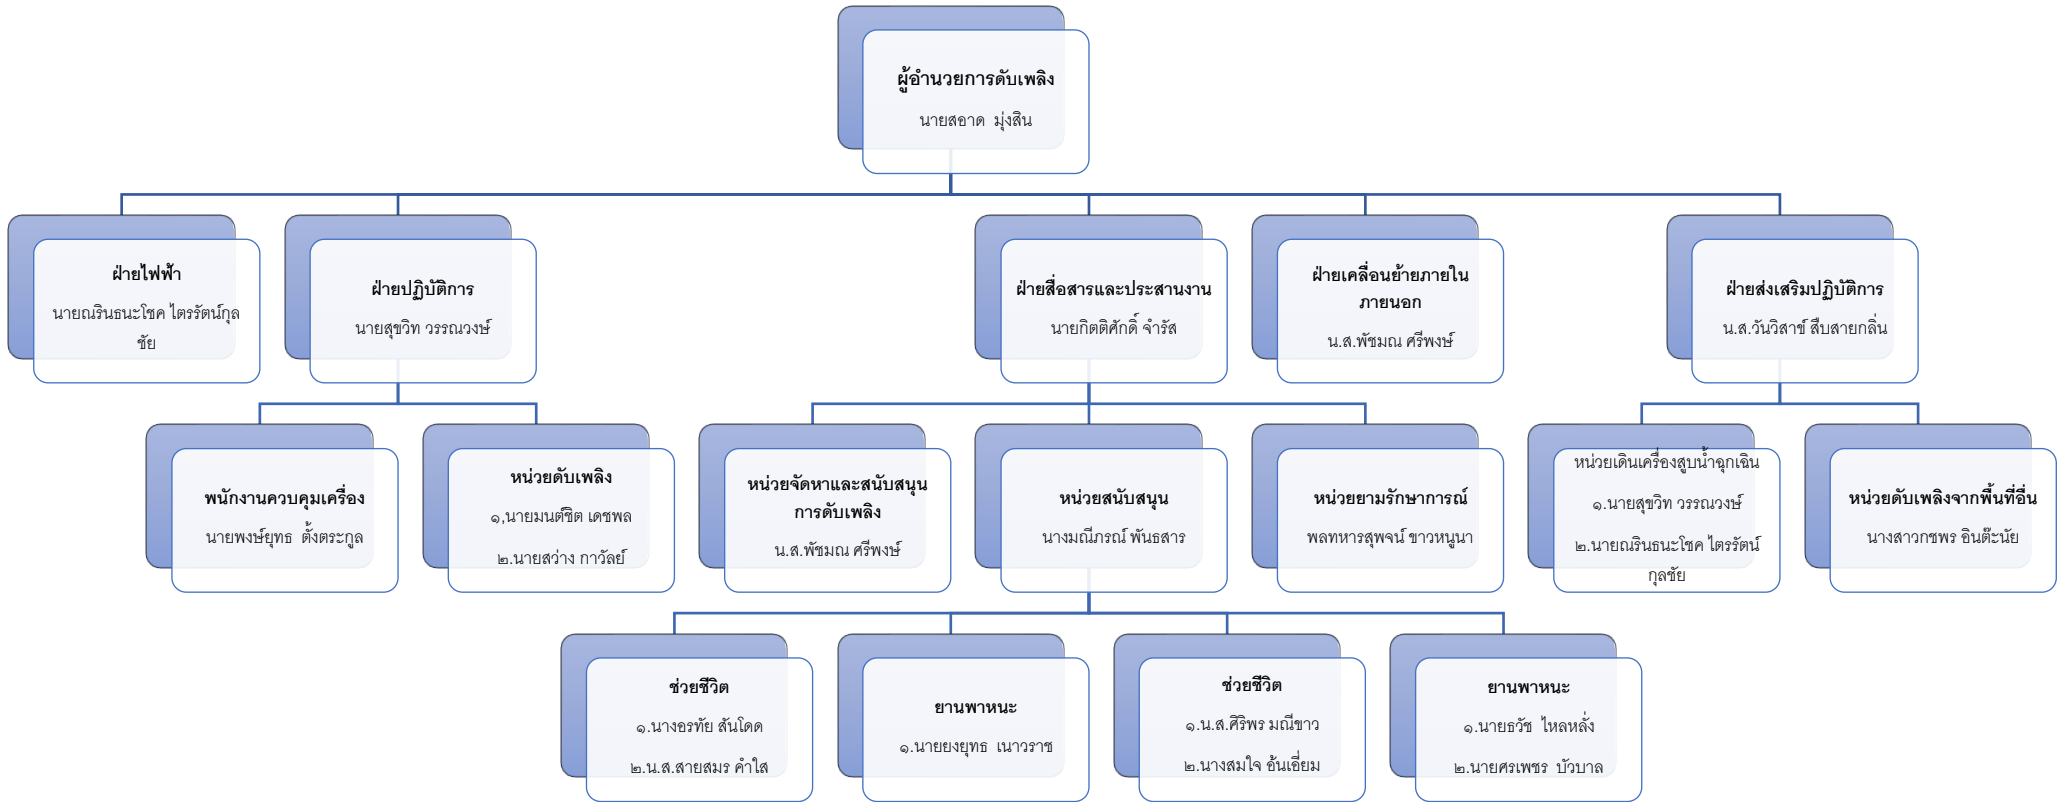 ผู้อำนวยการดับเพลิง
นายสอาด มุ่งสิน
ฝ่ายไฟฟ้า
นายณรินธนะโชค ไตรรัตน์กุล
ชัย
ฝ่ายปฏิบัติการ
นายสุขวิท วรรณวงษ์
ฝ่ายสื่อสารและประสานงาน
นายกิตติศักดิ์ จำรัส
ฝ่ายเคลื่อนย้ายภายใน
ภายนอก
น.ส.พัชมณ ศรีพงษ์
ฝ่ายส่งเสริมปฏิบัติการ
น.ส.วันวิสาข์ สืบสายกลิ่น
พนักงานควบคุมเครื่อง
นายพงษ์ยุทธ ตั้งตระกูล
หน่วยดับเพลิง
๑,นายมนต์ชิต เดชพล
๒.นายสว่าง กาวัลย์
หน่วยจัดหาและสนับสนุน
การดับเพลิง
น.ส.พัชมณ ศรีพงษ์
หน่วยสนับสนุน
นางมณีภรณ์ พันธสาร
หน่วยยามรักษาการณ์
พลทหารสุพจน์ ขาวหนูนา
หน่วยเดินเครื่องสูบน้ำฉุกเฉิน
๑.นายสุขวิท วรรณวงษ์
๒.นายณรินธนะโชค ไตรรัตน์
กุลชัย
หน่วยดับเพลิงจากพื้นที่อื่น
นางสาวกชพร อินต๊ะนัย
ช่วยชีวิต
๑.นางอรทัย สันโดด
๒.น.ส.สายสมร คำใส
ยานพาหนะ
๑.นายยงยุทธ เนาวราช
ช่วยชีวิต
๑.น.ส.ศิริพร มณีขาว
๒.นางสมใจ อ้นเอี่ยม
ยานพาหนะ
๑.นายธวัช ไหลหลั่ง
๒.นายศรเพชร บัวบาล